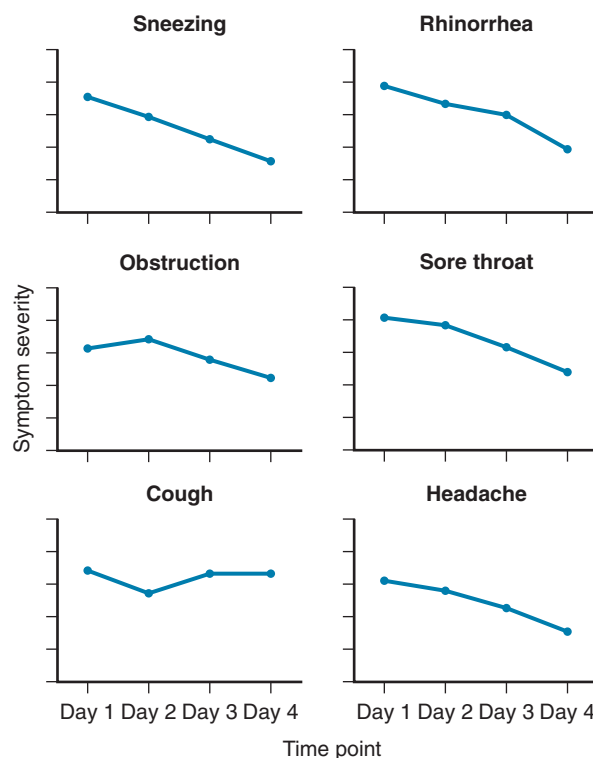 Sneezing
Rhinorrhea
Obstruction
Sore throat
Symptom severity
Cough
Headache
Day 1 Day 2 Day 3 Day 4
Day 1 Day 2 Day 3 Day 4
Time point